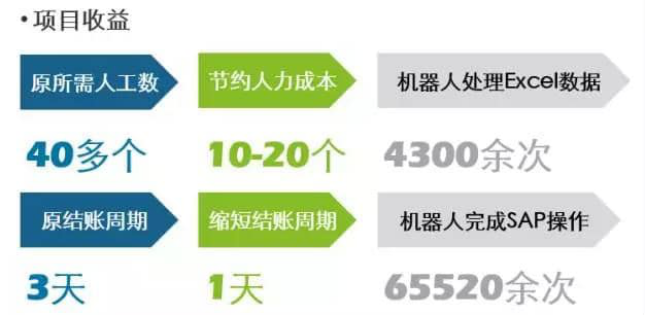 •项目收益
原所需人工数 节约人力成本 机器人处理Excel数据
40多个 10-20个 4300余次
原结账周期 缩短结账周期 机器人完成SAP操作
3天 1天 65520余次